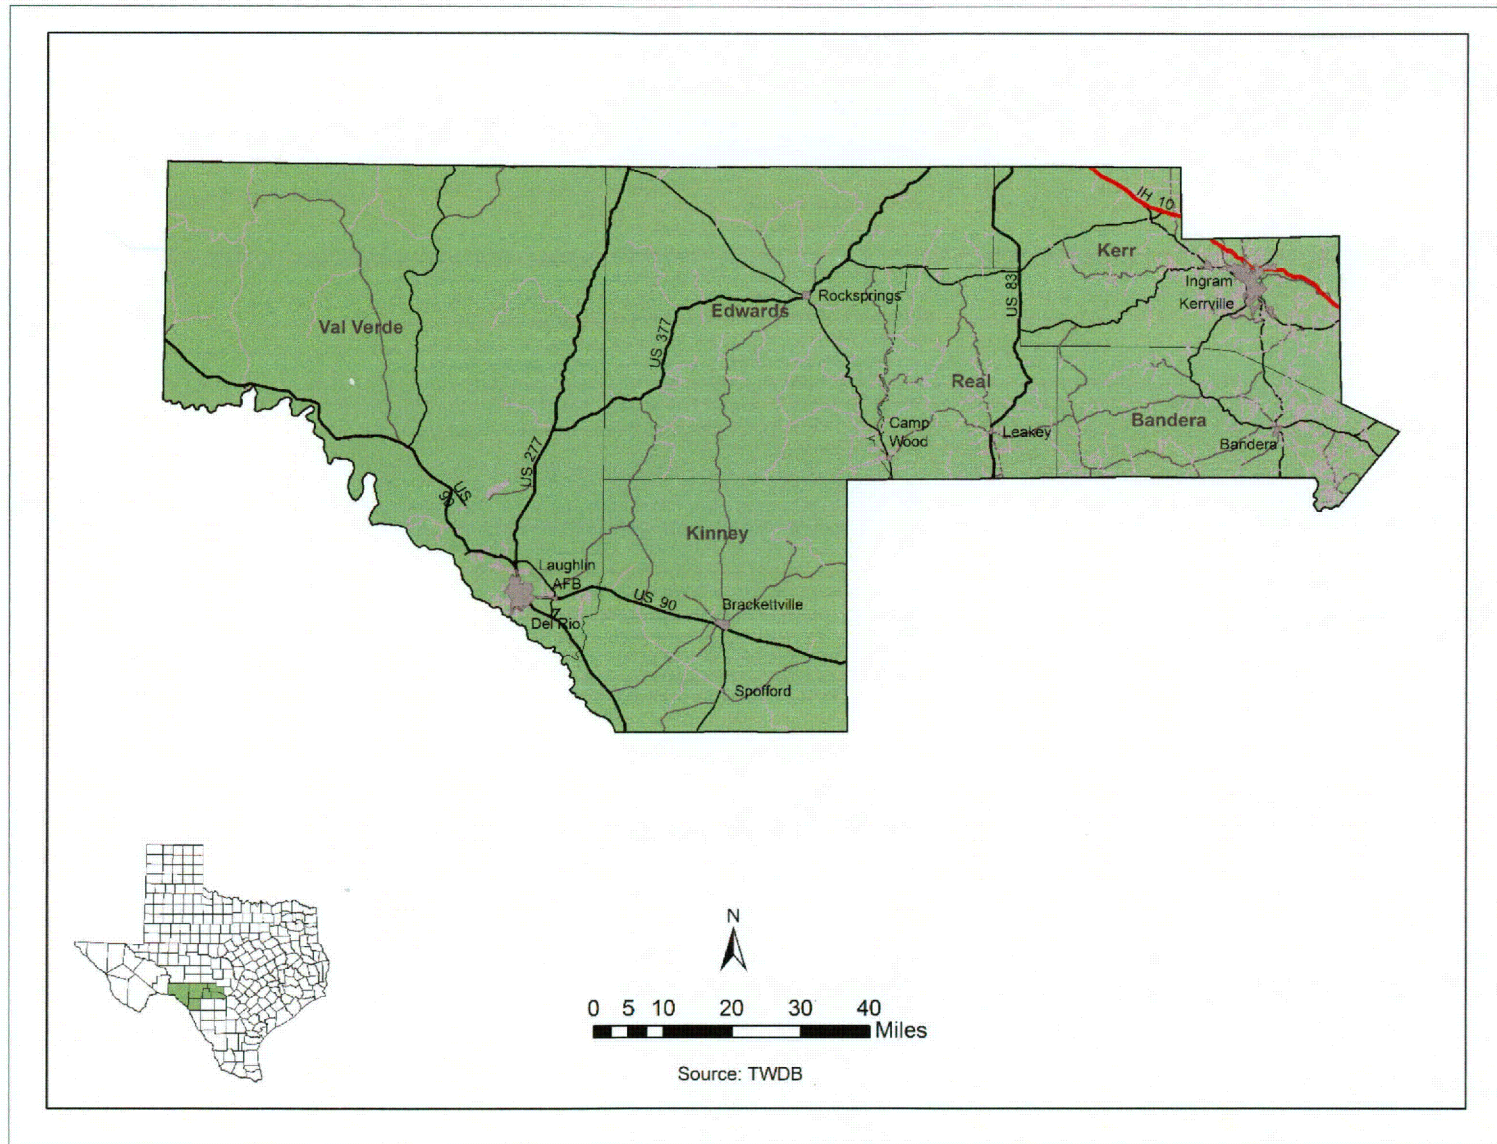 IH 10
Kerr
Ingram
Kerrville
US 83
Rocksprings
Edwards
Val Verde
US 377
Real
Bandera
Camp
Wood
Leakey
Bandera
US 277
US
90
Kinney
Laughlin
AFB
US 90
Brackettville
Del Rio
Spofford
N
0 5 10 20 30 40
Miles
Source: TWDB